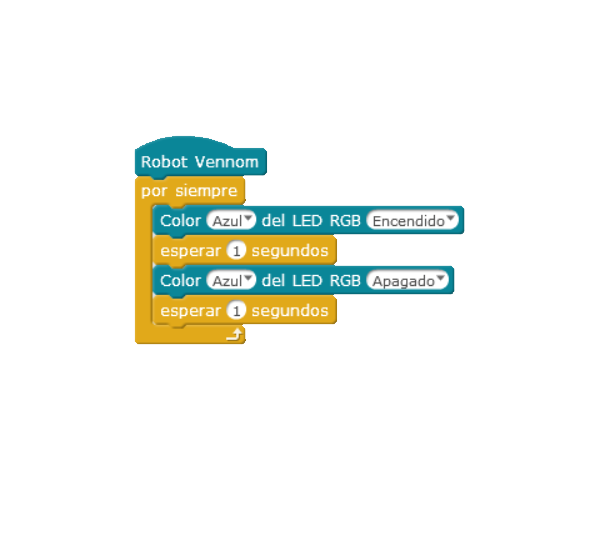 Robot Vennom
por siempre
Color Azul del LED RGB Encendido
esperar 1 segundos
Color Azul del LED RGB Apagado
esperar 1 segundos